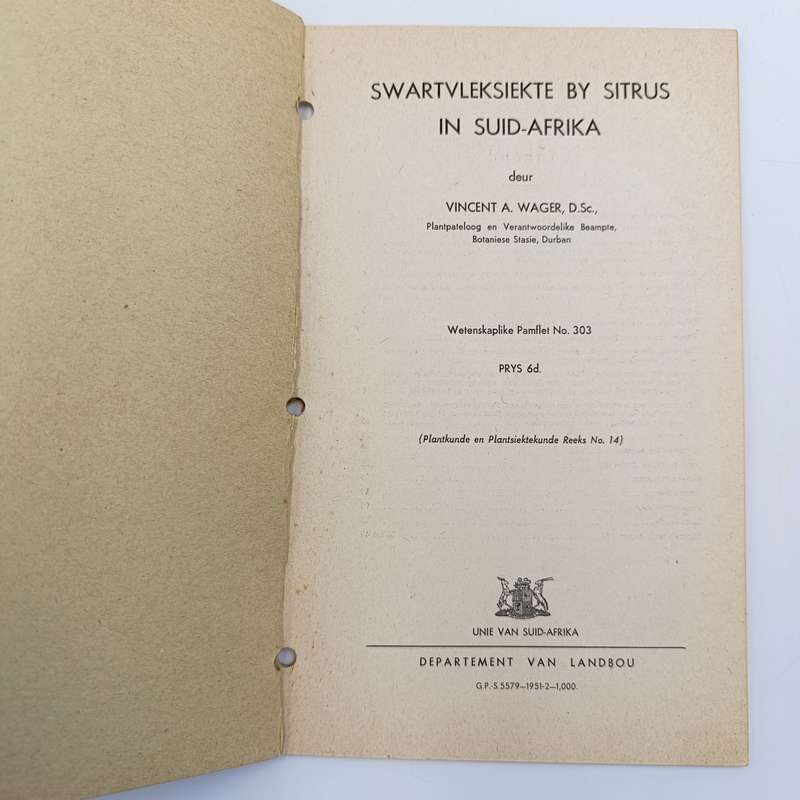 SWARTVLEKSIEKTE BY SITRUS
IN SUID-AFRIKA
deur
VINCENT A. WAGER, D.Sc.,
Plantpateloog en Verantwoordelike Beampte,
Botaniese Stasie, Durban
Wetenskaplike Pamflet No. 303
PRYS 6d.
(Plantkunde en Plantsiektekunde Reeks No. 14)
UNIE VAN SUID-AFRIKA
DEPARTEMENT VAN LANDBOU
G.P.-S.5579—1951-2—1,000.